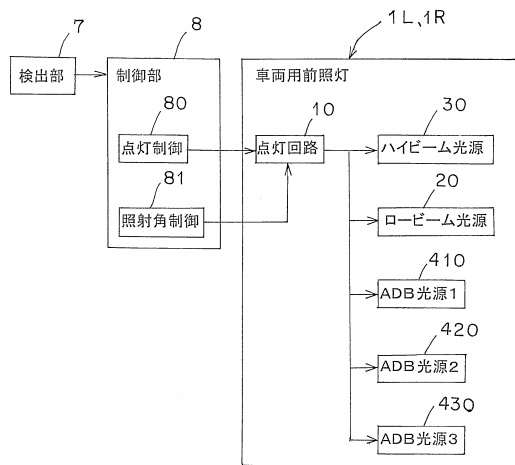 1L、1R
7
検出部
8
制御部
80
点灯制御
81
照射角制御
車両用前照灯
10
点灯回路
30
ハイビーム光源
20
ロービーム光源
410
ADB光源1
420
ADB光源2
430
ADB光源3